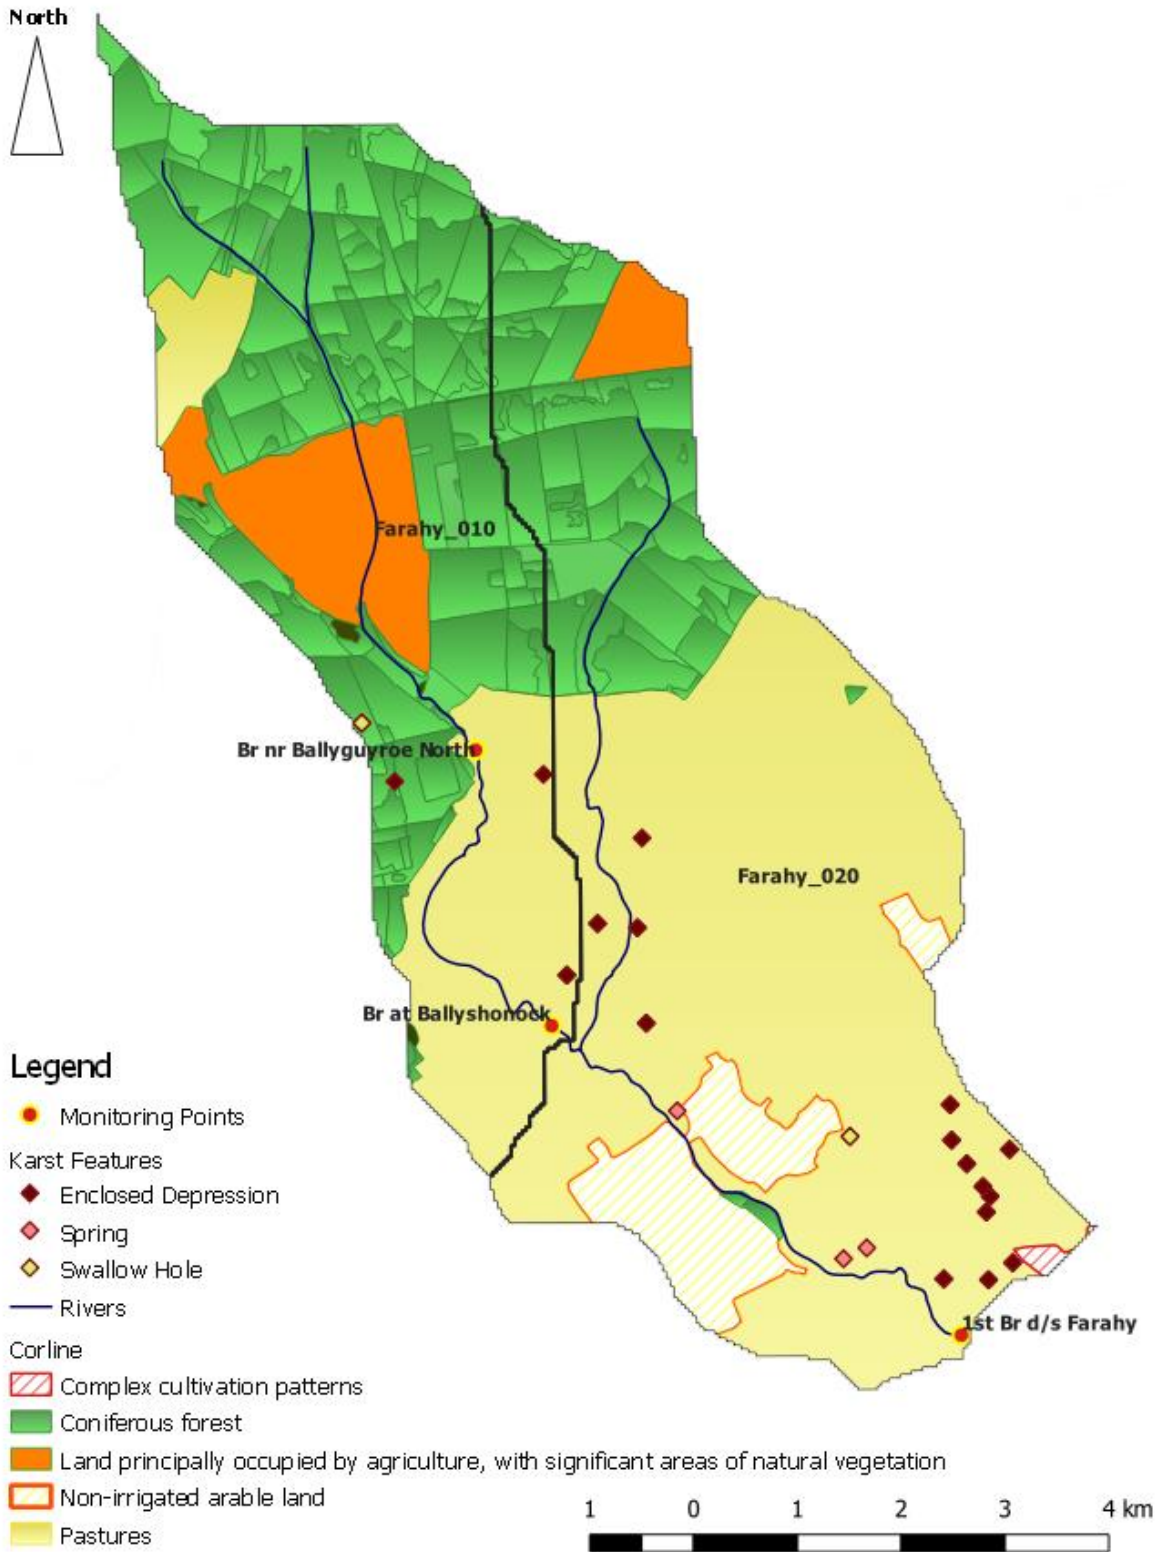 North
Farahy_010
Br nr Ballyguyroe North
Farahy_020
Br at Ballyshonock
Legend
Monitoring Points
Karst Features
Enclosed Depression
Spring
Swallow Hole
Rivers
1st Br d/s Farahy
Corline
Complex cultivation patterns
Coniferous forest
Land principally occupied by agriculture, with significant areas of natural vegetation
Non-irrigated arable land
1 0 1 2 3 4 km
Pastures